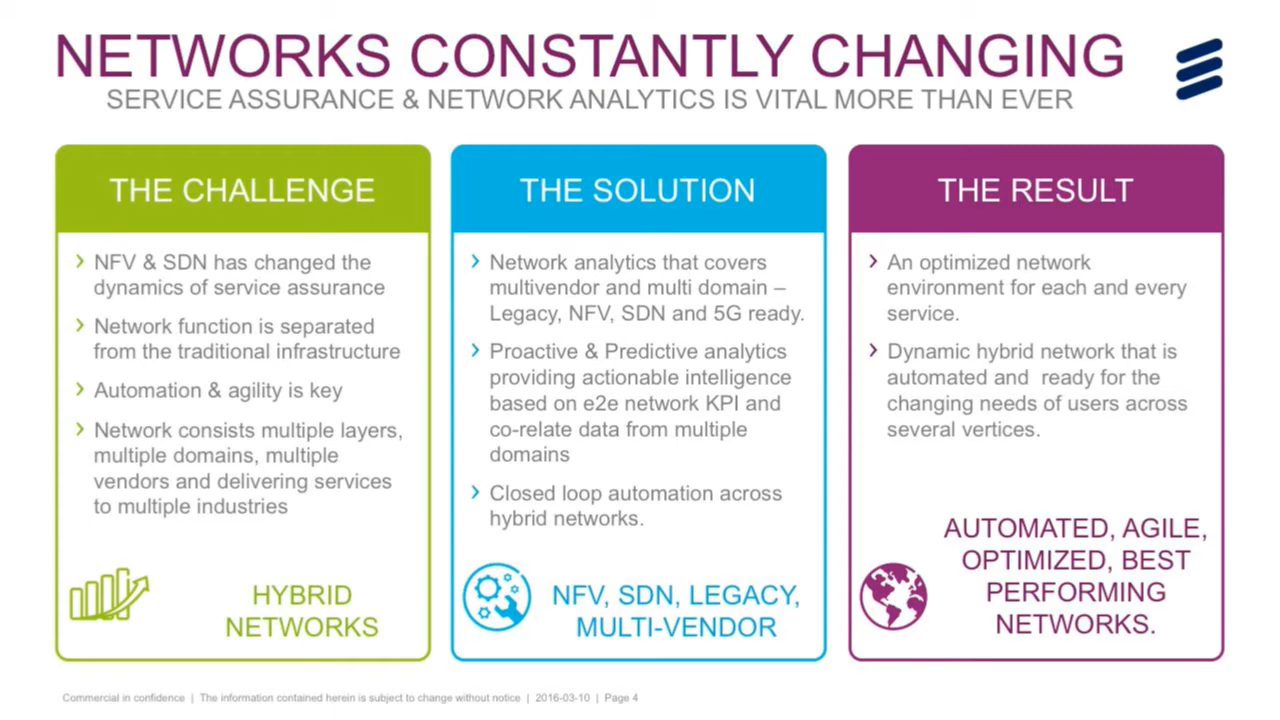 NETWORKS CONSTANTLY CHANGING
SERVICE ASSURANCE & NETWORK ANALYTICS IS VITAL MORE THAN EVER
THE CHALLENGE
› NFV & SDN has changed the
dynamics of service assurance
› Network function is separated
from the traditional infrastructure
› Automation & agility is key
› Network consists multiple layers,
multiple domains, multiple
vendors and delivering services
to multiple industries
HYBRID
NETWORKS
THE SOLUTION
› Network analytics that covers
multivendor and multi domain –
Legacy, NFV, SDN and 5G ready.
› Proactive & Predictive analytics
providing actionable intelligence
based on e2e network KPI and
co-relate data from multiple
domains
› Closed loop automation across
hybrid networks.
NFV, SDN, LEGACY,
MULTI-VENDOR
THE RESULT
› An optimized network
environment for each and every
service.
› Dynamic hybrid network that is
automated and  ready for the
changing needs of users across
several vertices.
AUTOMATED, AGILE,
OPTIMIZED, BEST
PERFORMING
NETWORKS.
Commercial in confidence | The information contained herein is subject to change without notice | 2016-03-10 | Page 4